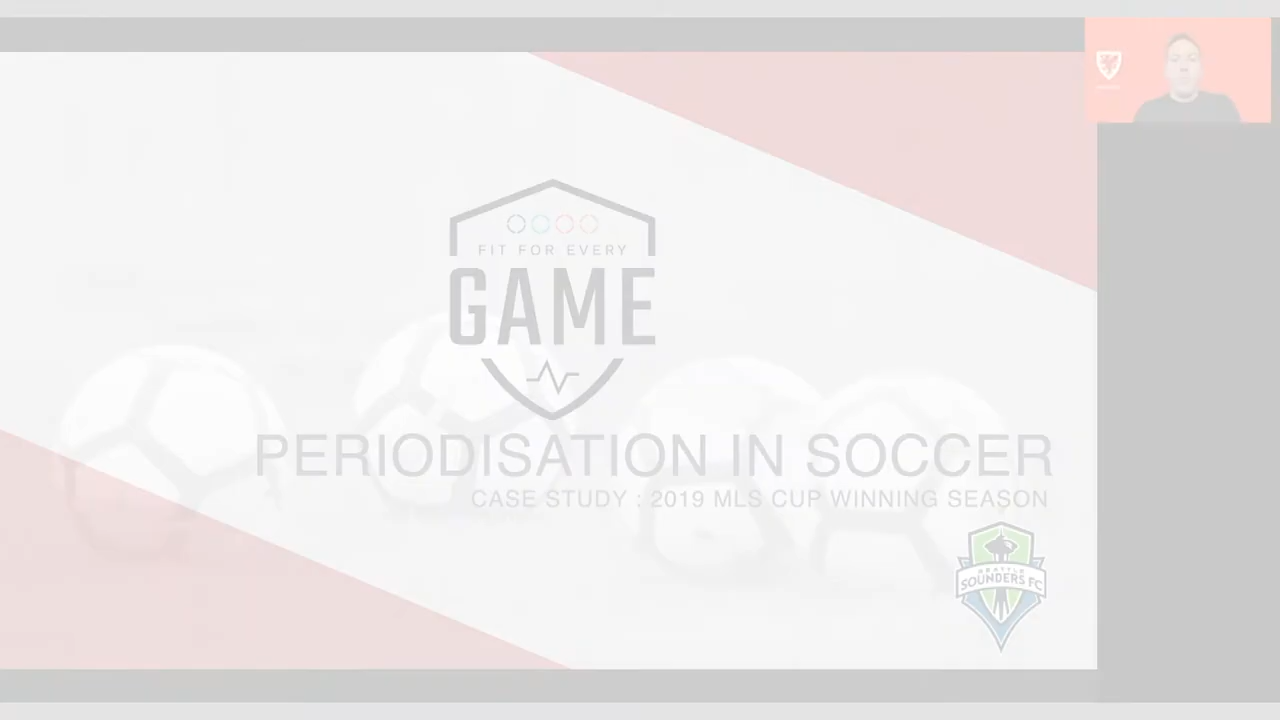 FIT FOR EVERY
GAME
PERIODISATION IN SOCCER
CASE STUDY : 2019 MLS CUP WINNING SEASON
SEATTLE
SOUNDERS FC